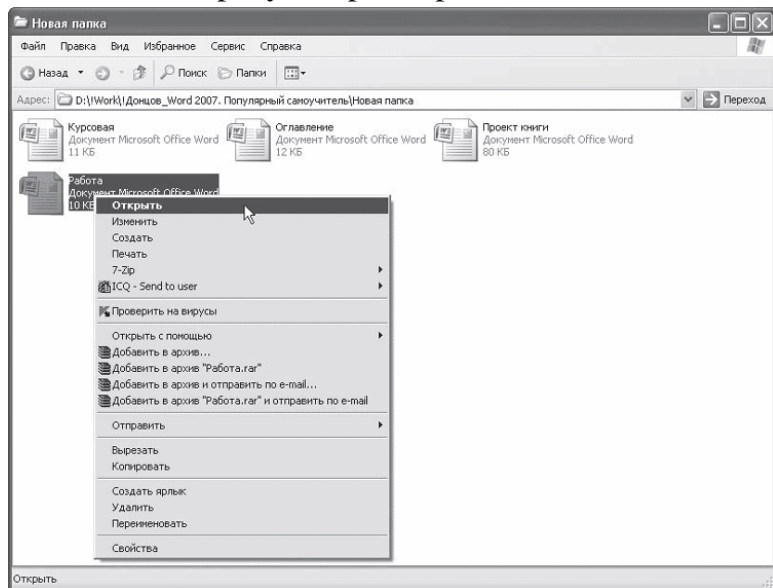 Новая папка
Файл Правка Вид Избранное Сервис Справка
Назад Поиск Папки
Адрес: D:\!Work\!Донцов_Word 2007. Популярный самоучитель\Новая папка Переход
Курсовая
Документ Microsoft Office Word
11 КБ
Оглавление
Документ Microsoft Office Word
12 КБ
Проект книги
Документ Microsoft Office Word
80 КБ
Работа
Документ Microsoft Office Word
10 КБ
Открыть
Изменить
Создать
Печать
7-Zip
ICQ - Send to user
Проверить на вирусы
Открыть с помощью
Добавить в архив...
Добавить в архив "Работа.rar"
Добавить в архив и отправить по e-mail...
Добавить в архив "Работа.rar" и отправить по e-mail
Отправить
Вырезать
Копировать
Создать ярлык
Удалить
Переименовать
Свойства
Открыть